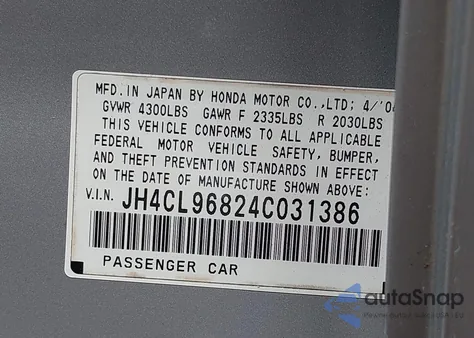 MFD. IN JAPAN BY HONDA MOTOR CO.,LTD; 4/'04
GVWR 4300LBS GAWR F 2335LBS R 2030LBS
THIS VEHICLE CONFORMS TO ALL APPLICABLE
FEDERAL MOTOR VEHICLE SAFETY, BUMPER,
AND THEFT PREVENTION STANDARDS IN EFFECT
ON THE DATE OF MANUFACTURE SHOWN ABOVE:
V.I.N. JH4CL96824C031386
PASSENGER CAR
autoSnap